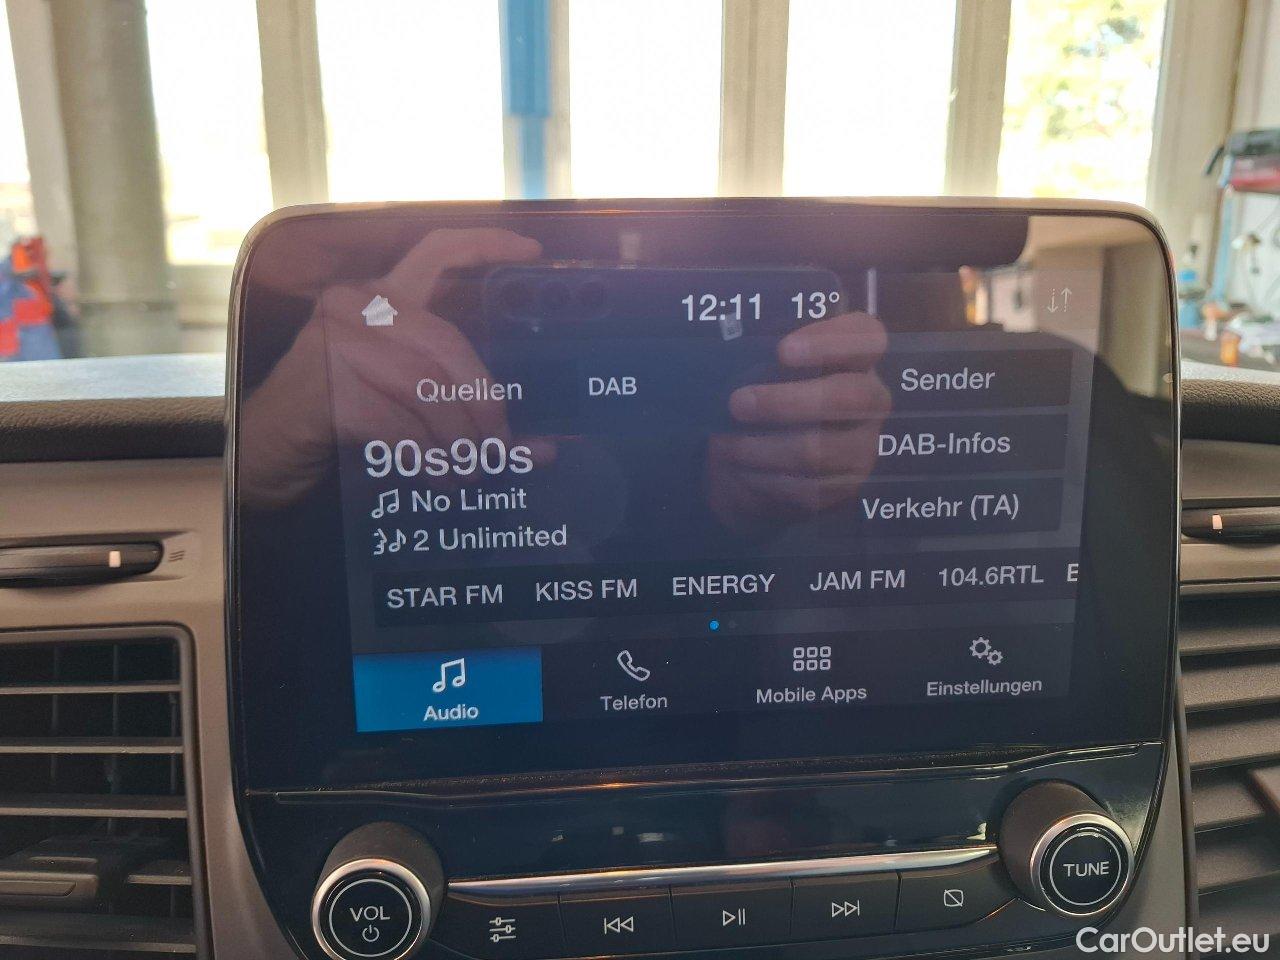 12:11 13°
Quellen DAB Sender
90s90s DAB-Infos
No Limit Verkehr (TA)
2 Unlimited
STAR FM KISS FM ENERGY JAM FM 104.6RTL
Audio Telefon Mobile Apps Einstellungen
VOL TUNE
CarOutlet.eu